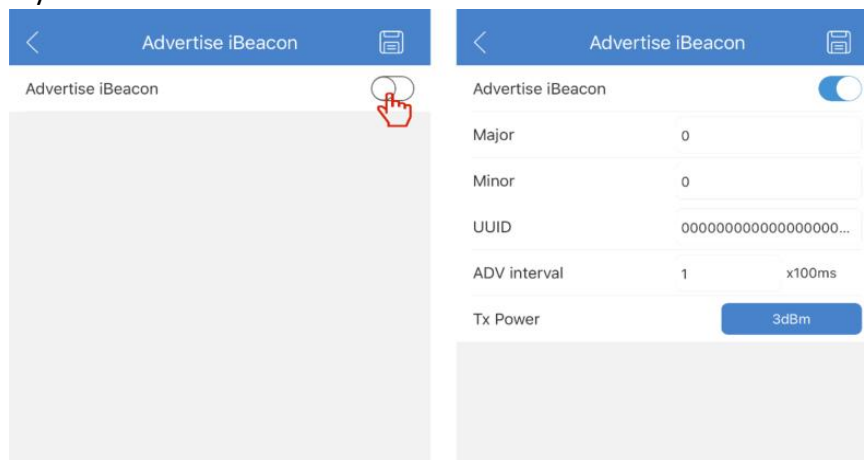 Advertise iBeacon
Advertise iBeacon
Advertise iBeacon
Advertise iBeacon
Major 0
Minor 0
UUID 000000000000000000...
ADV interval 1 x100ms
Tx Power 3dBm